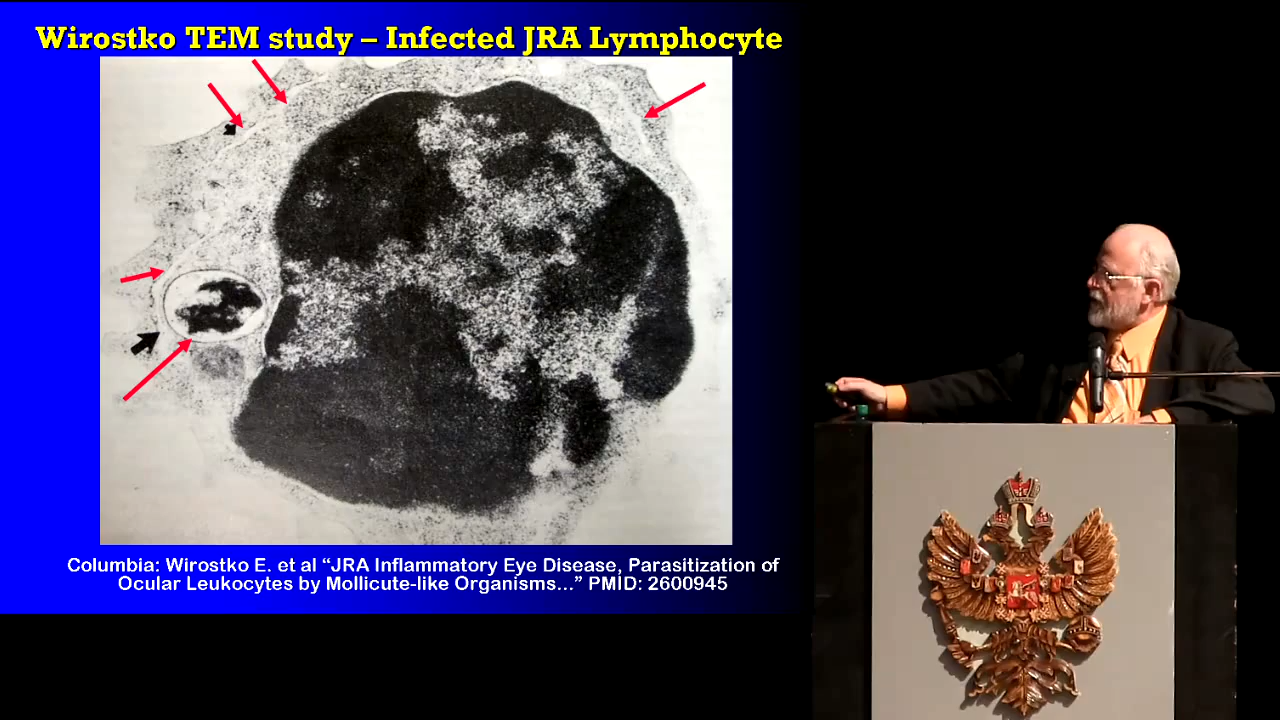 Wirostko TEM study – Infected JRA Lymphocyte
Columbia: Wirostko E. et al “JRA Inflammatory Eye Disease, Parasitization of
Ocular Leukocytes by Mollicute-like Organisms...” PMID: 2600945